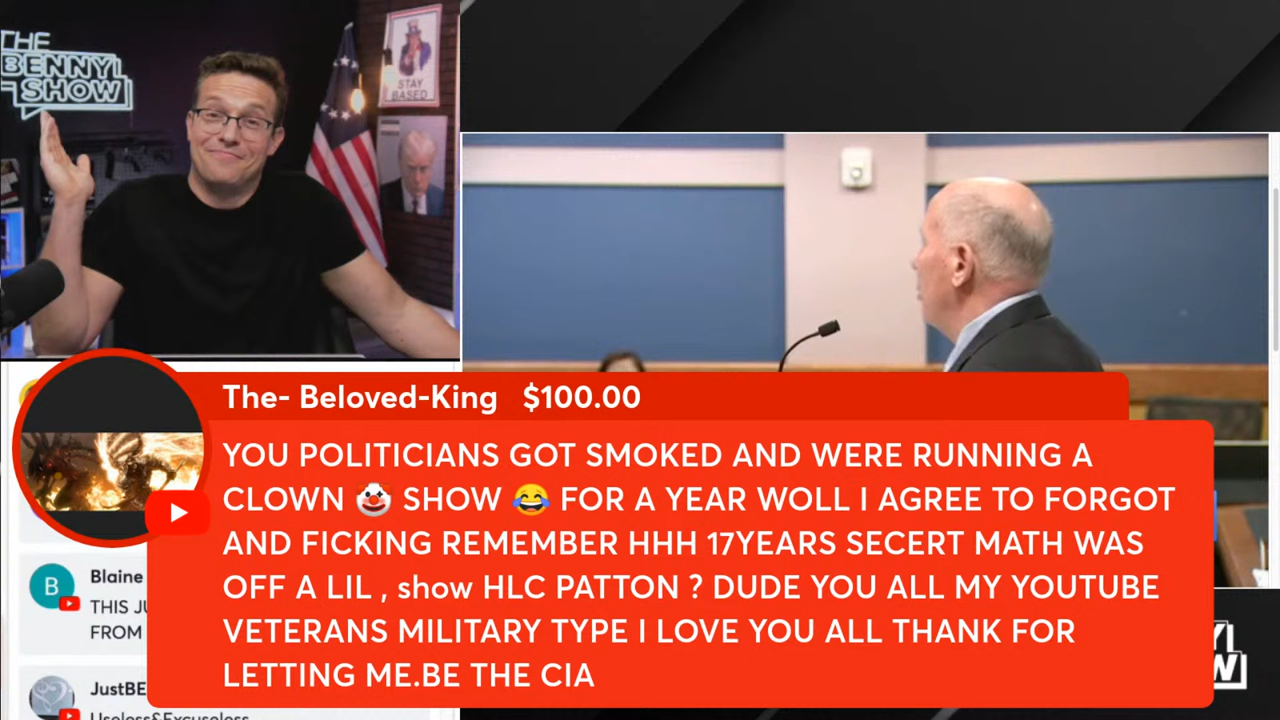 THE
BENNY
SHOW
STAY
BASED
The- Beloved-King $100.00
YOU POLITICIANS GOT SMOKED AND WERE RUNNING A
CLOWN 🤡 SHOW 😂 FOR A YEAR WOLL I AGREE TO FORGOT
AND FICKING REMEMBER HHH 17YEARS SECERT MATH WAS
OFF A LIL , show HLC PATTON ? DUDE YOU ALL MY YOUTUBE
VETERANS MILITARY TYPE I LOVE YOU ALL THANK FOR
LETTING ME.BE THE CIA
B
Blaine
THIS
FROM
JustBE
Useless&Excuseless